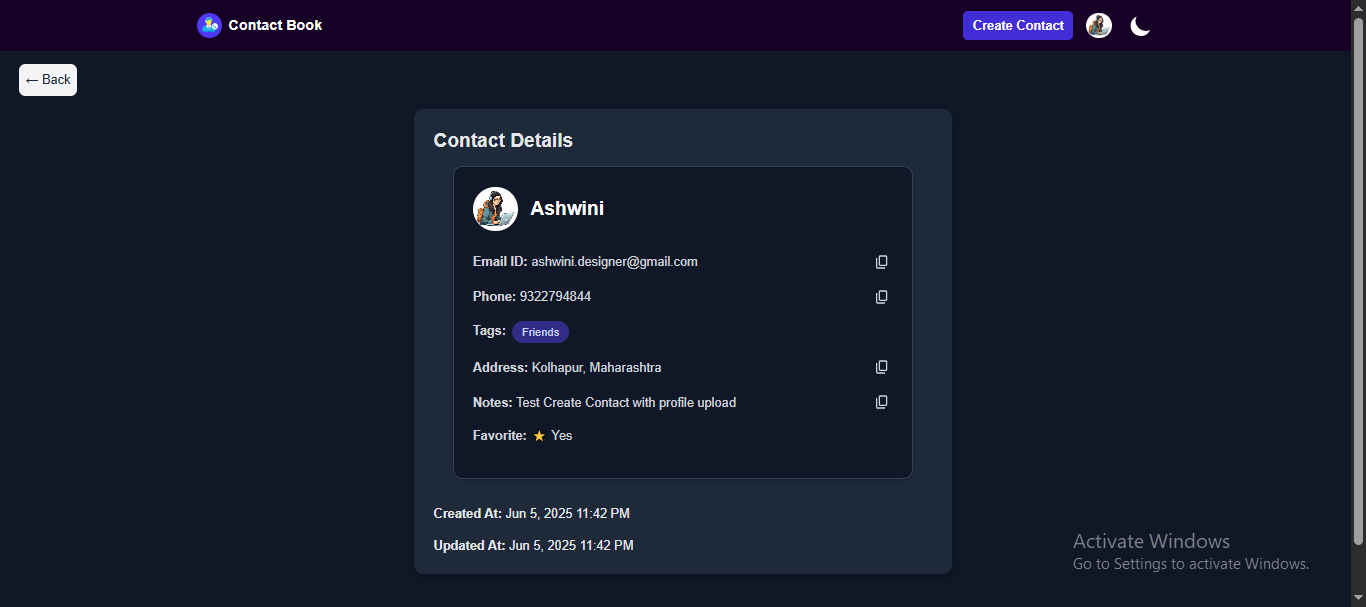 Contact Book
Create Contact
← Back
Contact Details
Ashwini
Email ID: ashwini.designer@gmail.com
Phone: 9322794844
Tags: Friends
Address: Kolhapur, Maharashtra
Notes: Test Create Contact with profile upload
Favorite: ★ Yes
Created At: Jun 5, 2025 11:42 PM
Updated At: Jun 5, 2025 11:42 PM
Activate Windows
Go to Settings to activate Windows.